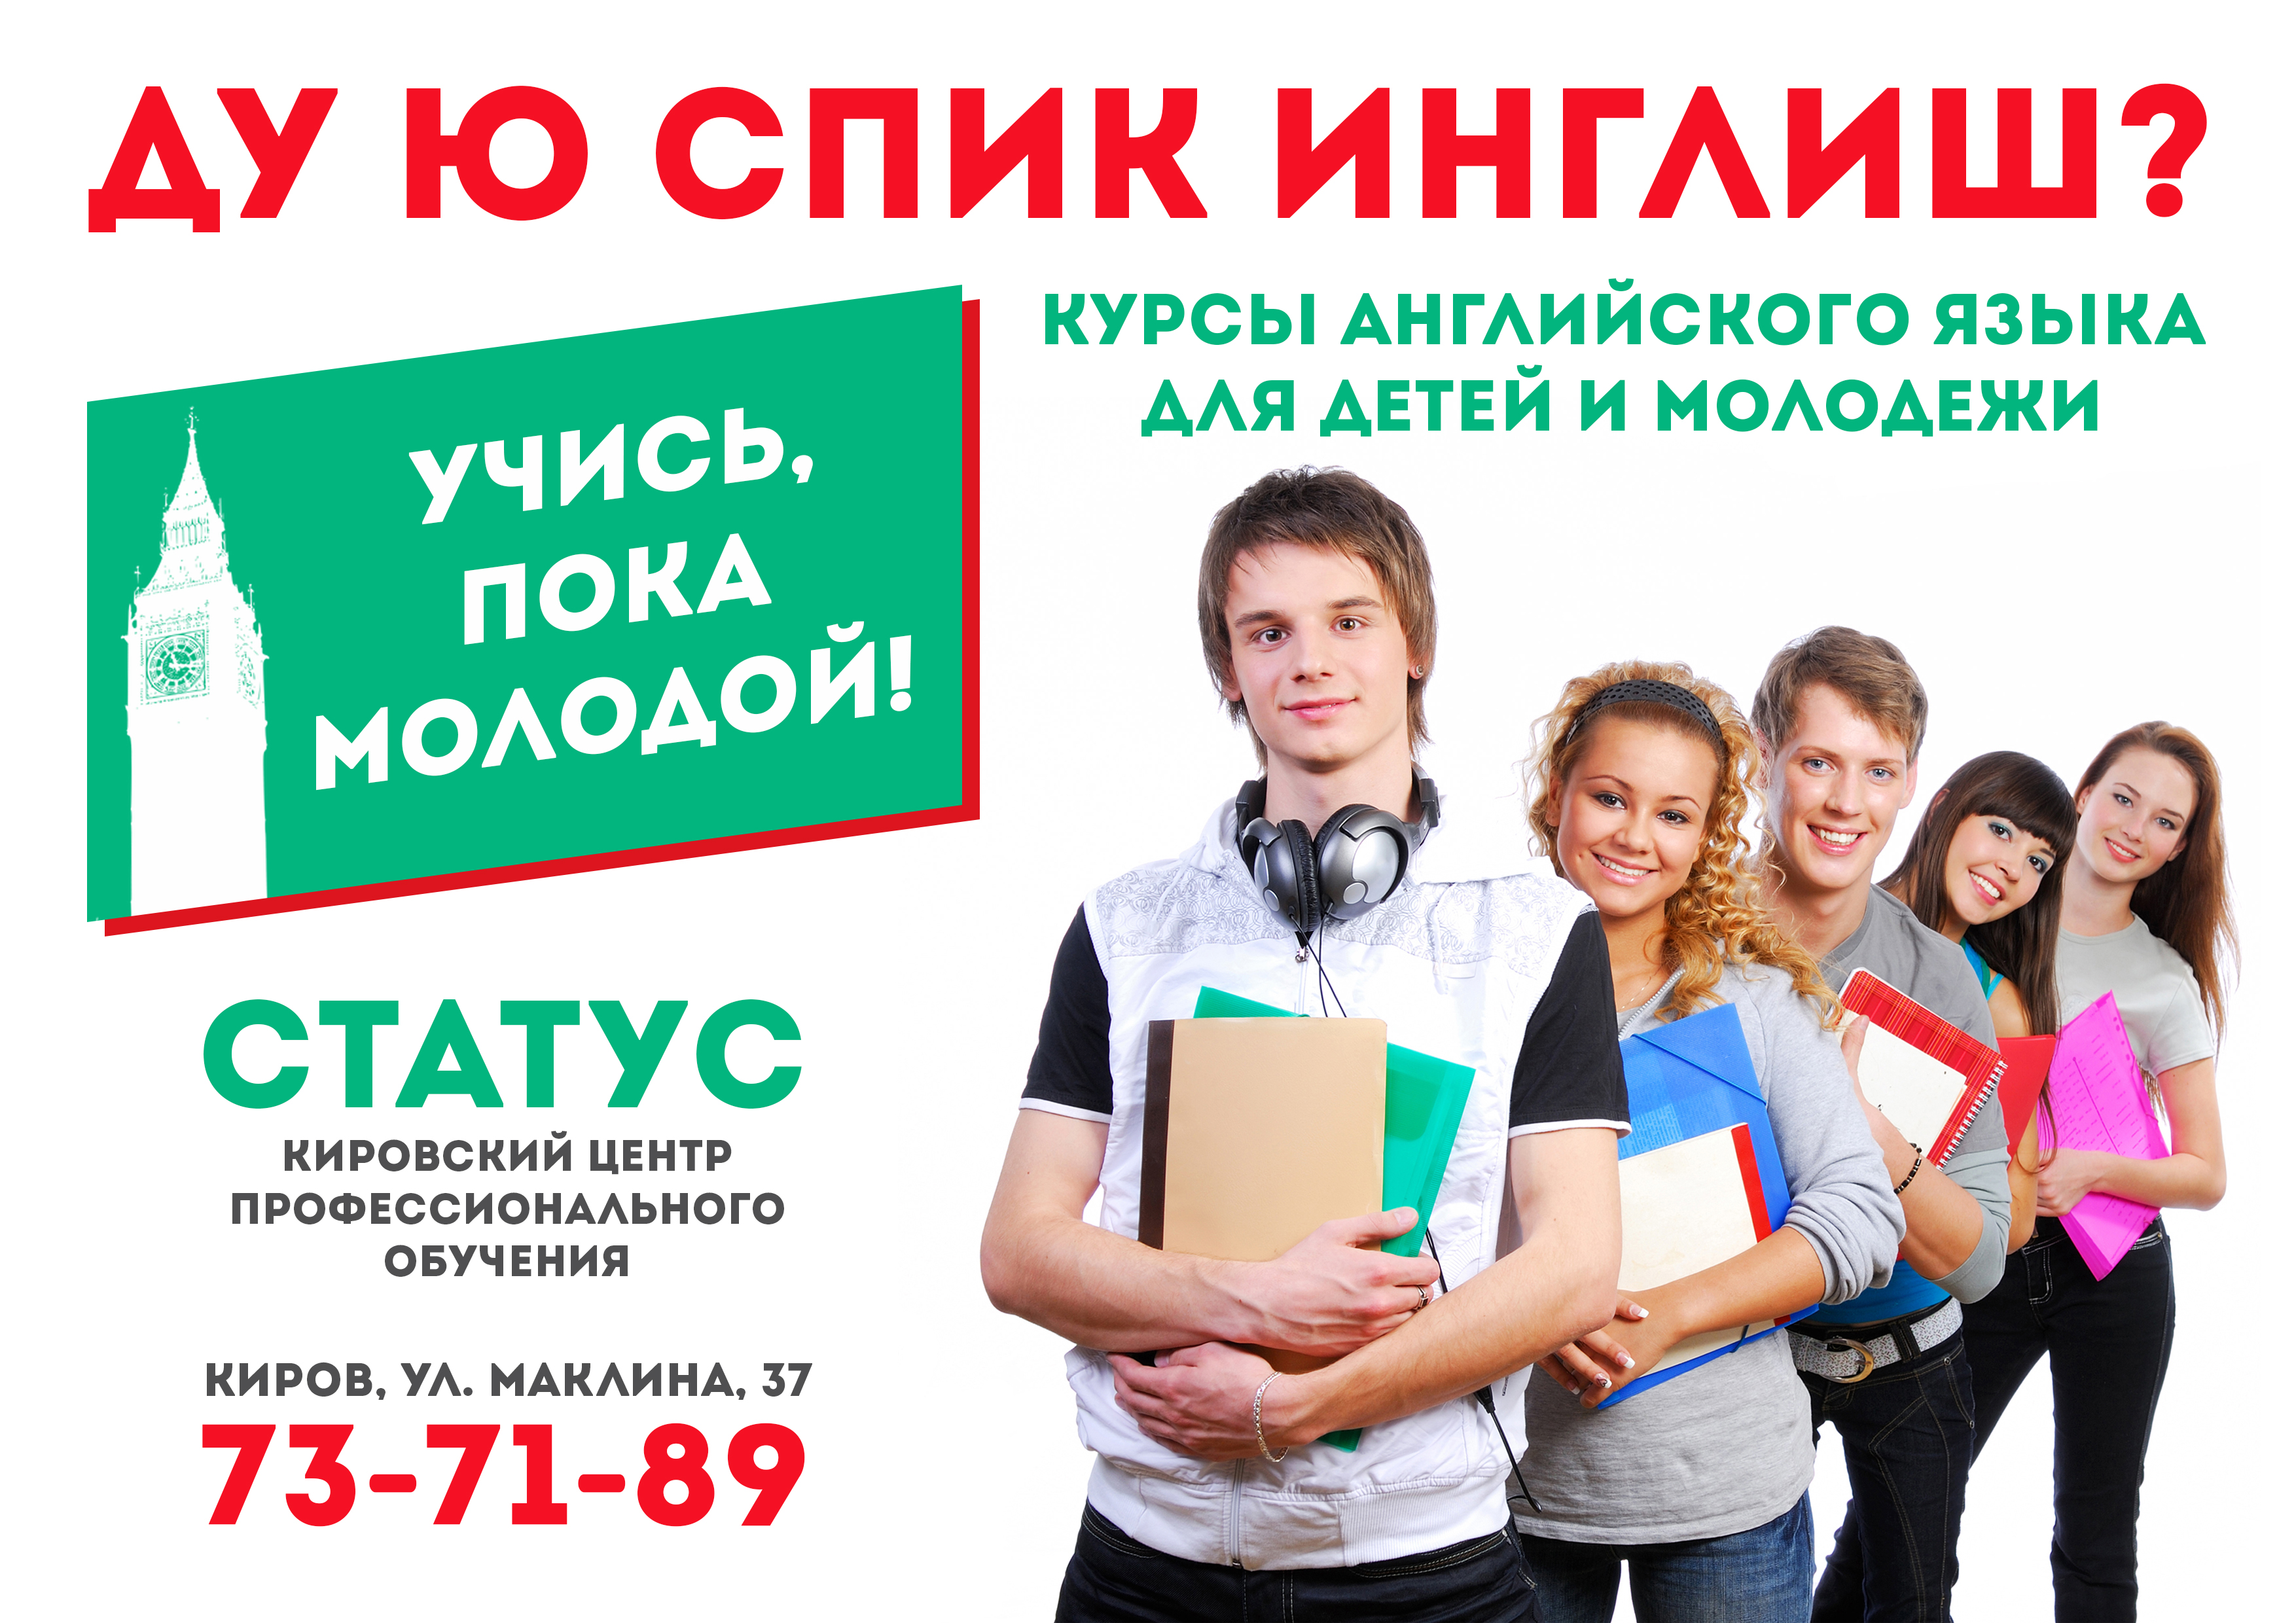 ДУ Ю СПИК ИНГЛИШ?
КУРСЫ АНГЛИЙСКОГО ЯЗЫКА
ДЛЯ ДЕТЕЙ И МОЛОДЕЖИ
УЧИСЬ,
ПОКА
МОЛОДОЙ!
СТАТУС
КИРОВСКИЙ ЦЕНТР
ПРОФЕССИОНАЛЬНОГО
ОБУЧЕНИЯ
КИРОВ, УЛ. МАКЛИНА, 37
73-71-89